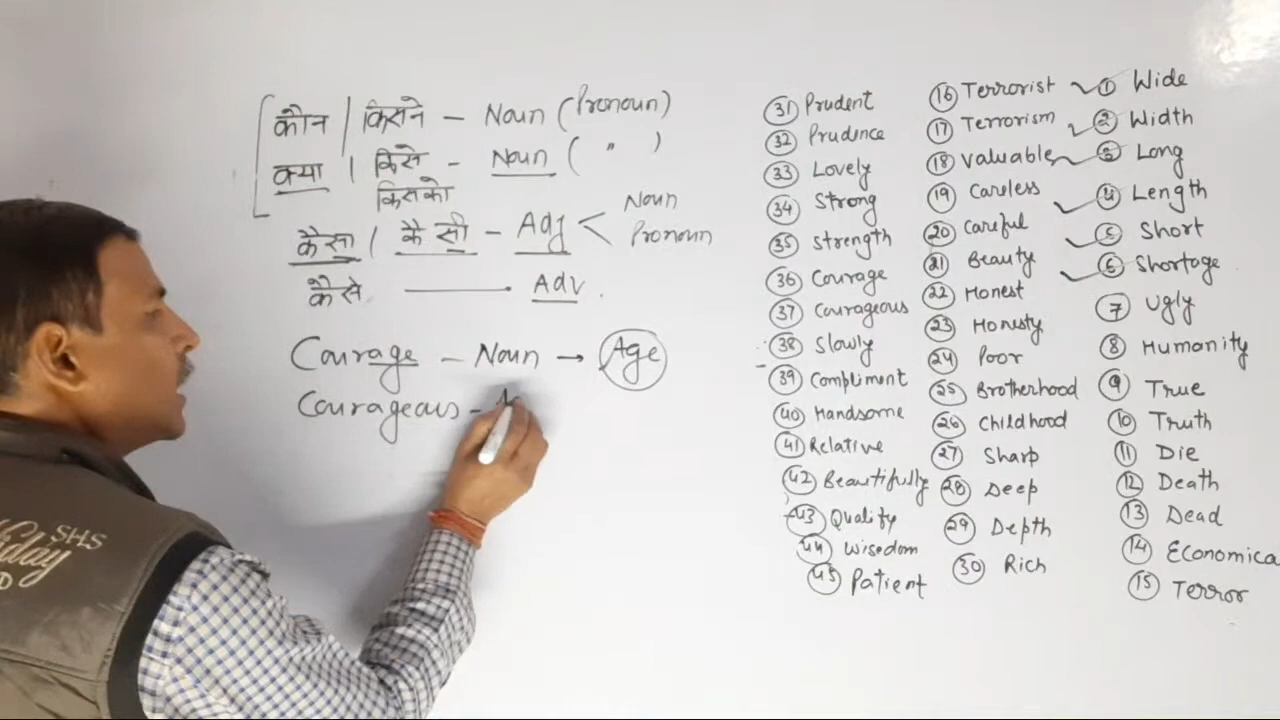 कौन | किसने – Noun (Pronoun)
क्या | किसे – Noun ( " )
किसको
कैसा | कैसी – Adj < Noun
Pronoun
कैसे ——— Adv.
Courage – Noun → Age
Courageous – A
31 Prudent
32 Prudence
33 Lovely
34 Strong
35 Strength
36 Courage
37 Courageous
38 Slowly
39 Compliment
40 Handsome
41 Relative
42 Beautifully
43 Qualify
44 Wisedom
45 Patient
16 Terrorist
17 Terrorism
18 Valuable
19 Careless
20 Careful
21 Beauty
22 Honest
23 Honesty
24 Poor
25 Brotherhood
26 Childhood
27 Sharp
28 Deep
29 Depth
30 Rich
1 Wide
2 Width
3 Long
4 Length
5 Short
6 Shortage
7 Ugly
8 Humanity
9 True
10 Truth
11 Die
12 Death
13 Dead
14 Economica
15 Terror
SHS